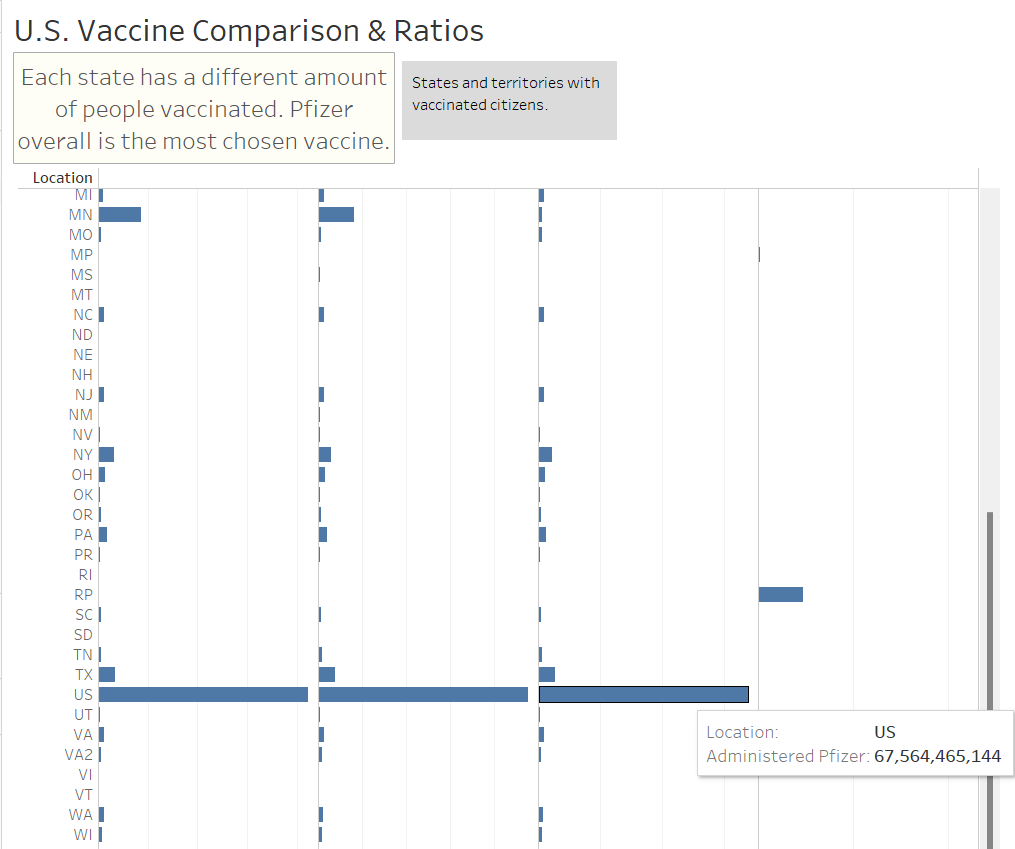 U.S. Vaccine Comparison & Ratios
Each state has a different amount
of people vaccinated. Pfizer
overall is the most chosen vaccine.
States and territories with
vaccinated citizens.
Location
MI
MN
MO
MP
MS
MT
NC
ND
NE
NH
NJ
NM
NV
NY
OH
OK
OR
PA
PR
RI
RP
SC
SD
TN
TX
US
UT
VA
VA2
VI
VT
WA
WI
Location: US
Administered Pfizer: 67,564,465,144